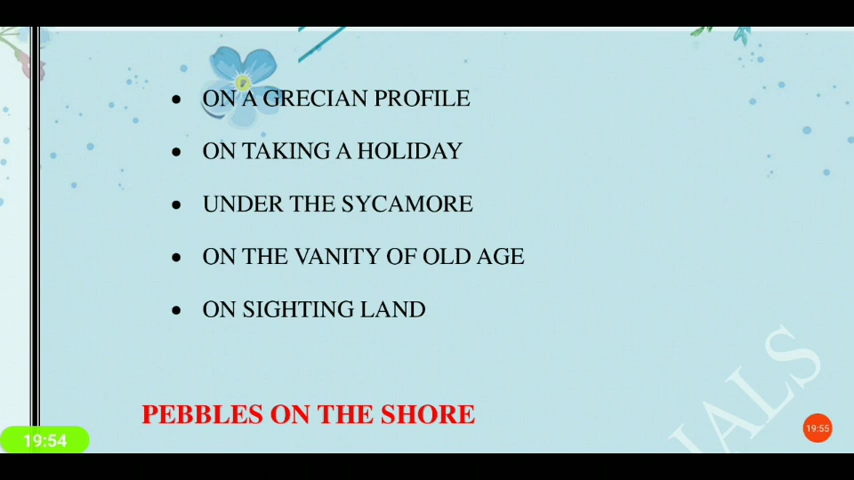 • ON A GRECIAN PROFILE
• ON TAKING A HOLIDAY
• UNDER THE SYCAMORE
• ON THE VANITY OF OLD AGE
• ON SIGHTING LAND
PEBBLES ON THE SHORE
19:54
19:55
IALS